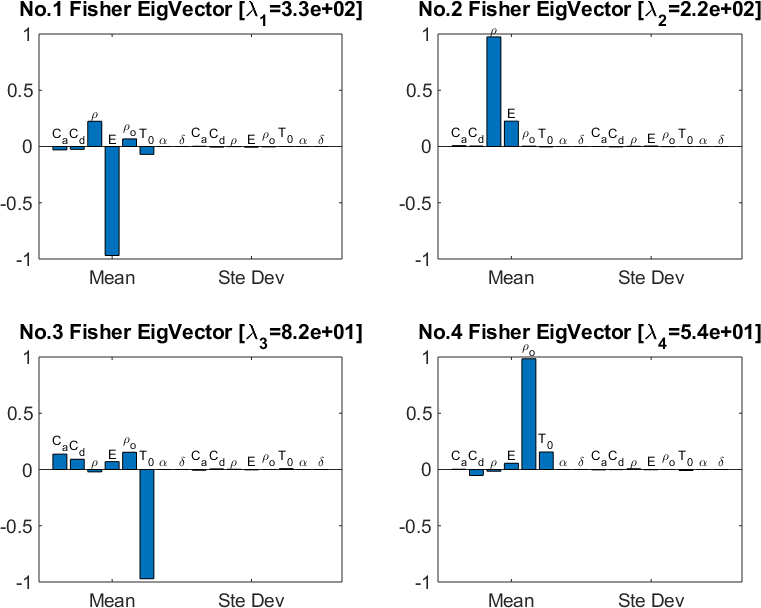 No.1 Fisher EigVector [λ1=3.3e+02]
1
0.5
0
-0.5
-1
Ca Cd ρ E ρo T0 α δ Ca Cd ρ E ρo T0 α δ
Mean Ste Dev
No.2 Fisher EigVector [λ2=2.2e+02]
1
0.5
0
-0.5
-1
Ca Cd ρ E ρo T0 α δ Ca Cd ρ E ρo T0 α δ
Mean Ste Dev
No.3 Fisher EigVector [λ3=8.2e+01]
1
0.5
0
-0.5
-1
Ca Cd ρ E ρo T0 α δ Ca Cd ρ E ρo T0 α δ
Mean Ste Dev
No.4 Fisher EigVector [λ4=5.4e+01]
1
0.5
0
-0.5
-1
Ca Cd ρ E ρo T0 α δ Ca Cd ρ E ρo T0 α δ
Mean Ste Dev